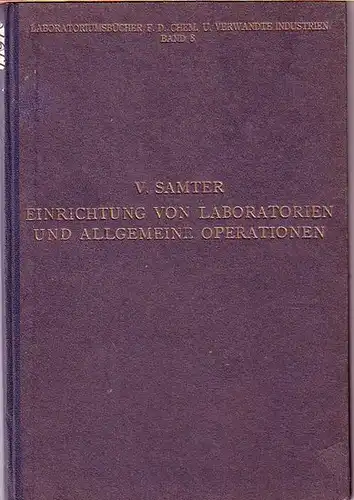 LABORATORIUMSBÜCHER F. D. CHEM. U. VERWANDTE INDUSTRIEN
BAND 8
V. SAMTER
EINRICHTUNG VON LABORATORIEN
UND ALLGEMEINE OPERATIONEN